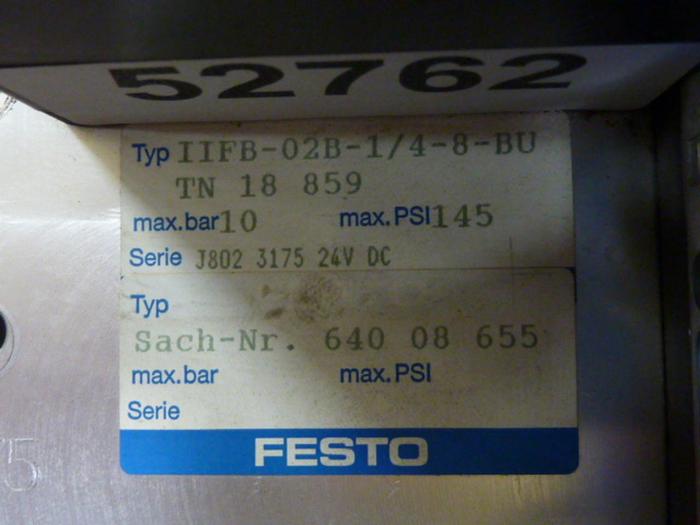 52762
Typ IIFB-02B-1/4-8-BU
TN 18 859
max.bar 10 max.PSI 145
Serie J802 3175 24V DC
Typ
Sach-Nr. 640 08 655
max.bar max.PSI
Serie
FESTO
5